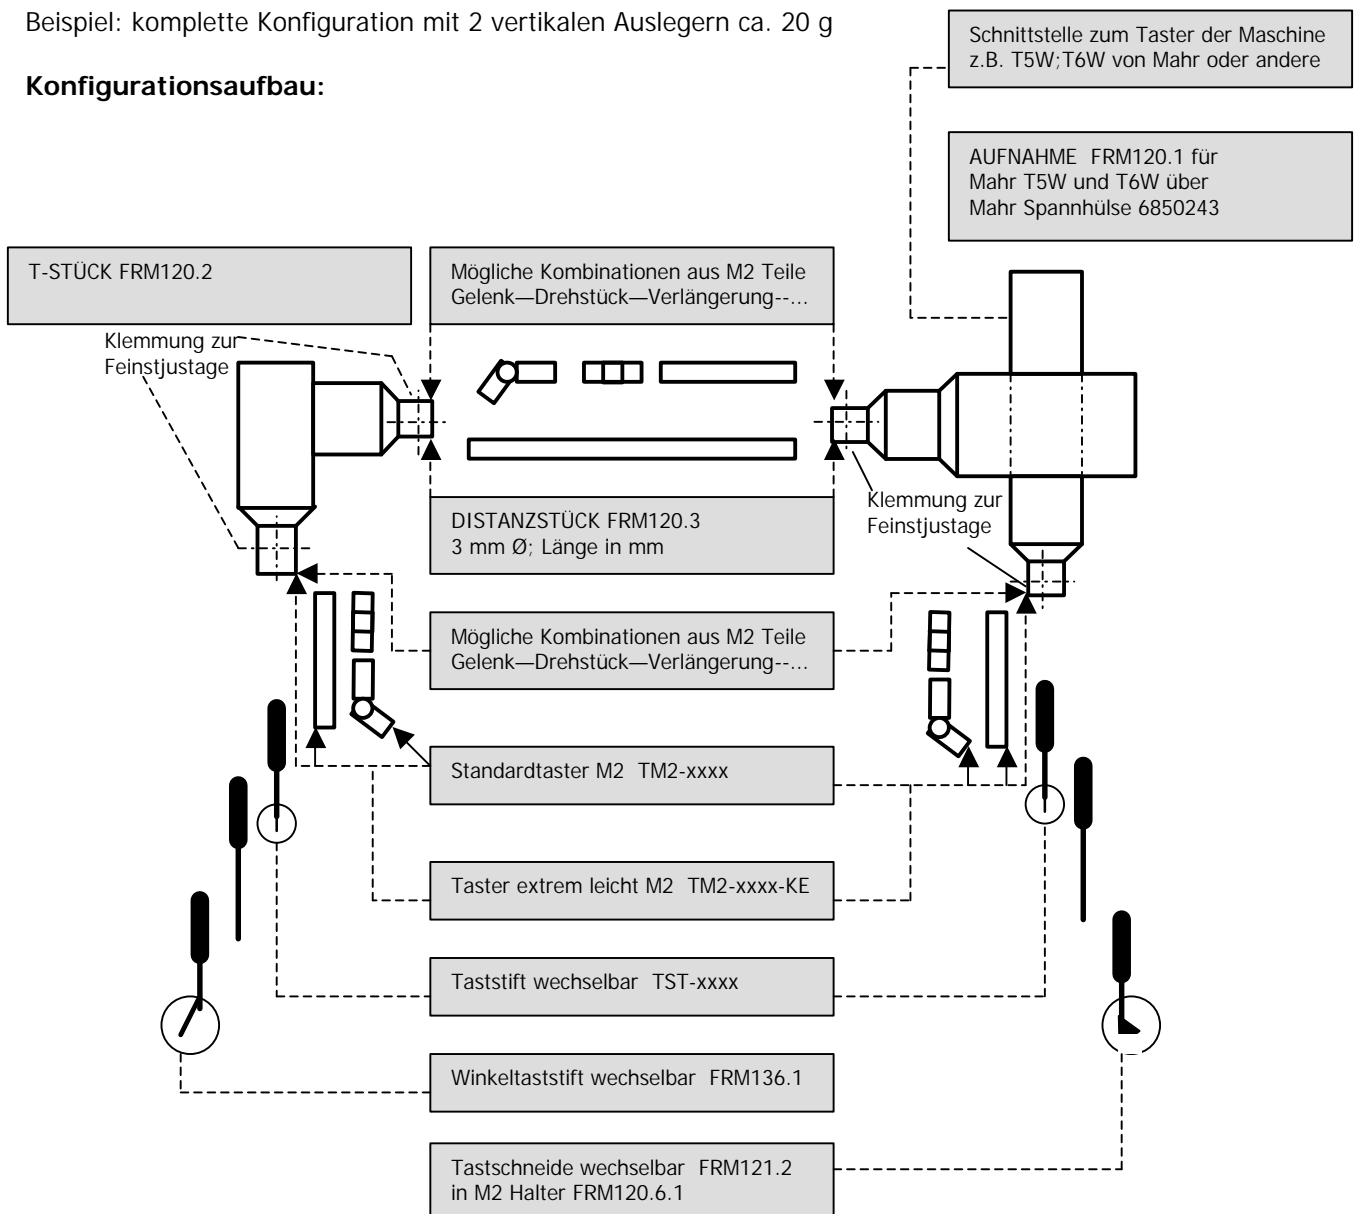 Beispiel: komplette Konfiguration mit 2 vertikalen Auslegern ca. 20 g
Konfigurationsaufbau:
Schnittstelle zum Taster der Maschine
z.B. T5W;T6W von Mahr oder andere
AUFNAHME FRM120.1 für
Mahr T5W und T6W über
Mahr Spannhülse 6850243
T-STÜCK FRM120.2
Mögliche Kombinationen aus M2 Teile
Gelenk—Drehstück—Verlängerung--...
Klemmung zur
Feinstjustage
DISTANZSTÜCK FRM120.3
3 mm Ø; Länge in mm
Klemmung zur
Feinstjustage
Mögliche Kombinationen aus M2 Teile
Gelenk—Drehstück—Verlängerung--...
Standardtaster M2 TM2-xxxx
Taster extrem leicht M2 TM2-xxxx-KE
Taststift wechselbar TST-xxxx
Winkeltaststift wechselbar FRM136.1
Tastschneide wechselbar FRM121.2
in M2 Halter FRM120.6.1